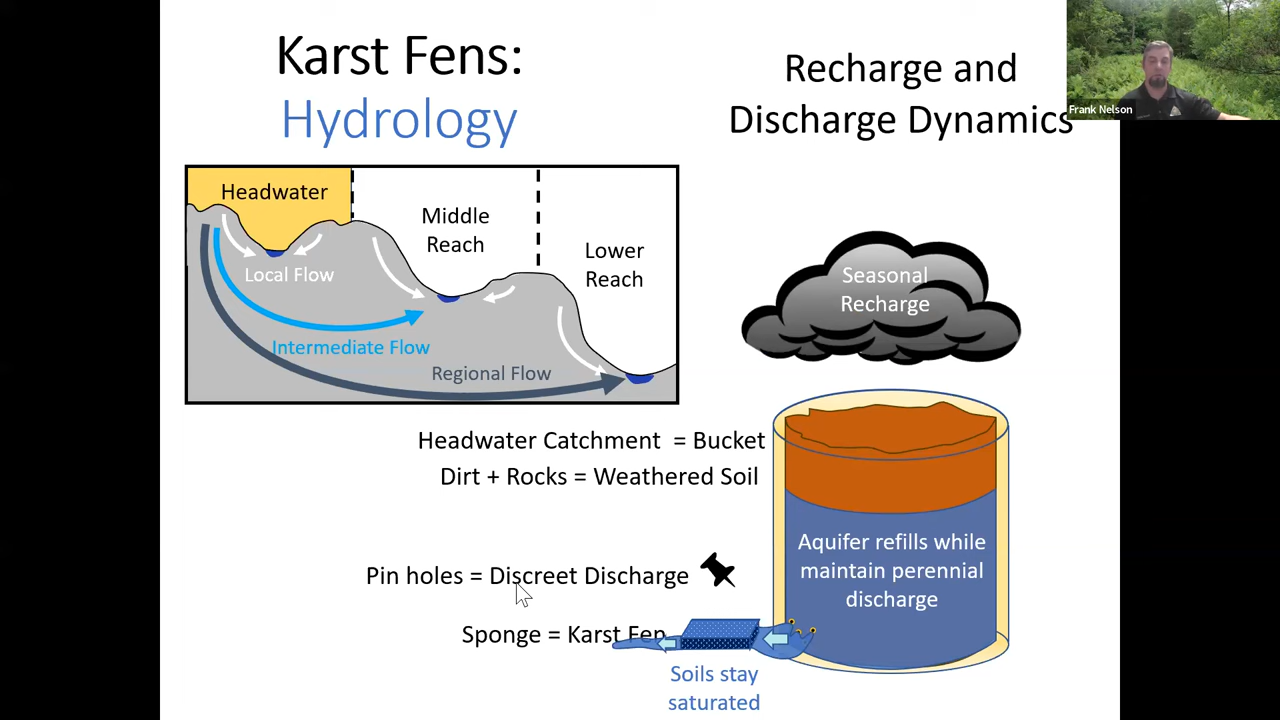 Karst Fens:
Hydrology
Recharge and
Discharge Dynamics
Frank Nelson
Headwater
Middle
Reach
Lower
Reach
Local Flow
Intermediate Flow
Regional Flow
Seasonal
Recharge
Headwater Catchment = Bucket
Dirt + Rocks = Weathered Soil
Aquifer refills while
maintain perennial
discharge
Pin holes = Discreet Discharge
Sponge = Karst Fen
Soils stay
saturated